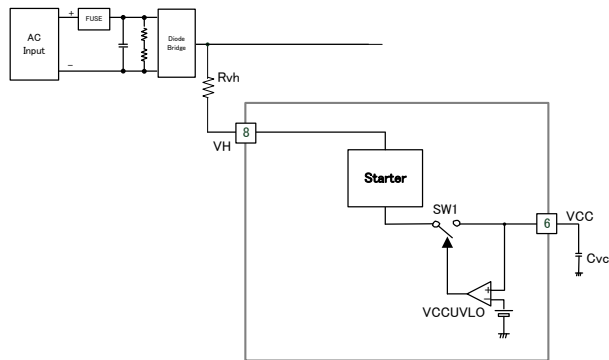 AC
Input
+
−
FUSE
Diode
Bridge
Rvh
VH
8
Starter
SW1
6
VCC
Cvc
VCCUVLO
+
−